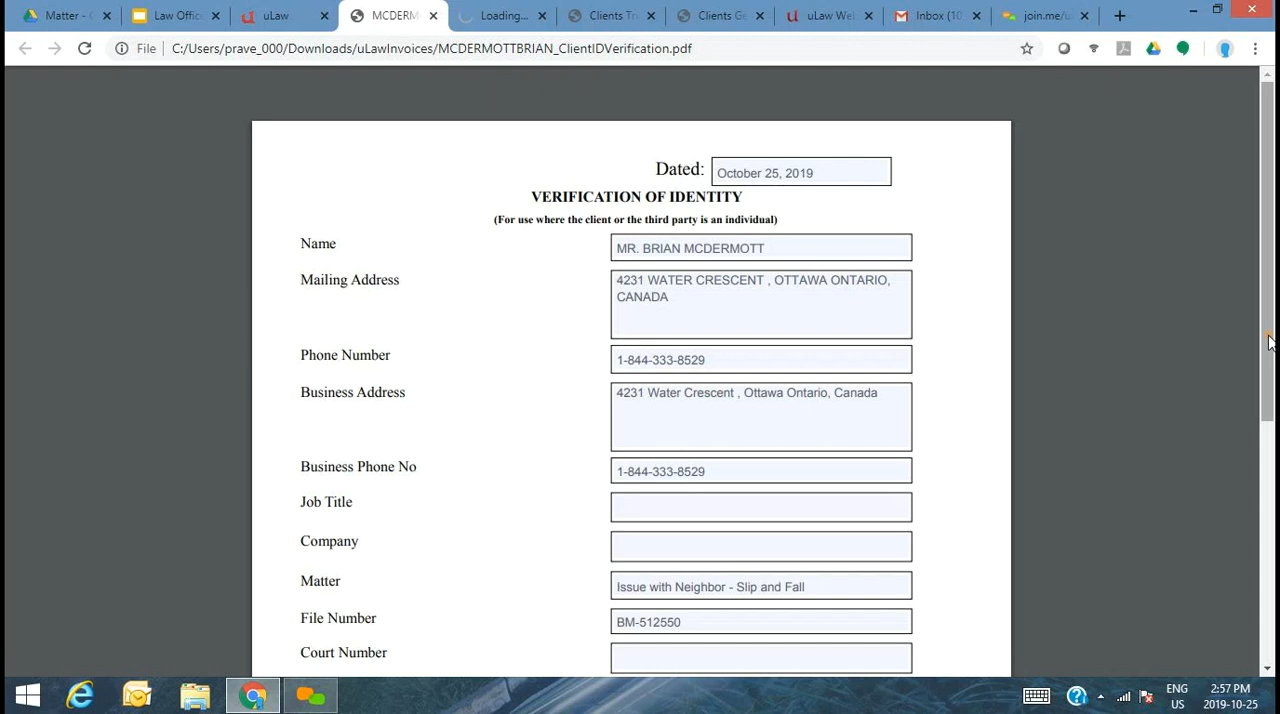 Matter - G
Law Office
uLaw
MCDERM
Loading...
Clients Tr
Clients Ge
uLaw Wel
Inbox (10
join.me/u
File C:/Users/prave_000/Downloads/uLawInvoices/MCDERMOTTBRIAN_ClientIDVerification.pdf
Dated: October 25, 2019
VERIFICATION OF IDENTITY
(For use where the client or the third party is an individual)
Name MR. BRIAN MCDERMOTT
Mailing Address 4231 WATER CRESCENT , OTTAWA ONTARIO,
CANADA
Phone Number 1-844-333-8529
Business Address 4231 Water Crescent , Ottawa Ontario, Canada
Business Phone No 1-844-333-8529
Job Title
Company
Matter Issue with Neighbor - Slip and Fall
File Number BM-512550
Court Number
ENG 2:57 PM
US 2019-10-25